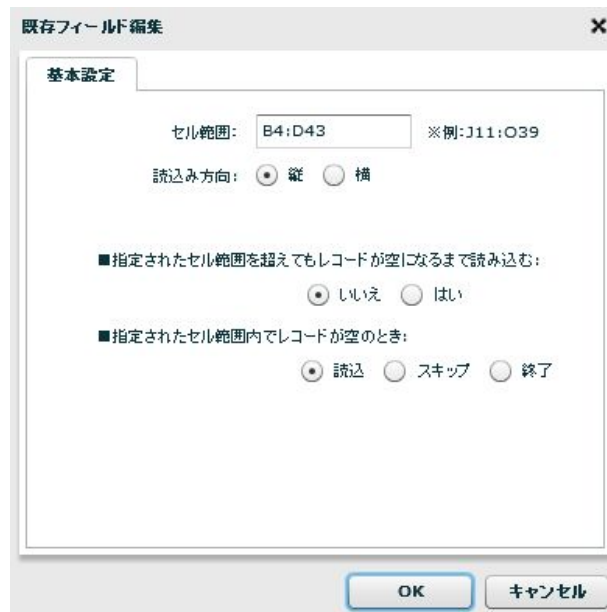 既存フィールド編集
基本設定
セル範囲: B4:D43 ※例:J11:O39
読込み方向: 縦 横
■指定されたセル範囲を超えてもレコードが空になるまで読み込む:
いいえ はい
■指定されたセル範囲内でレコードが空のとき:
読込 スキップ 終了
OK キャンセル